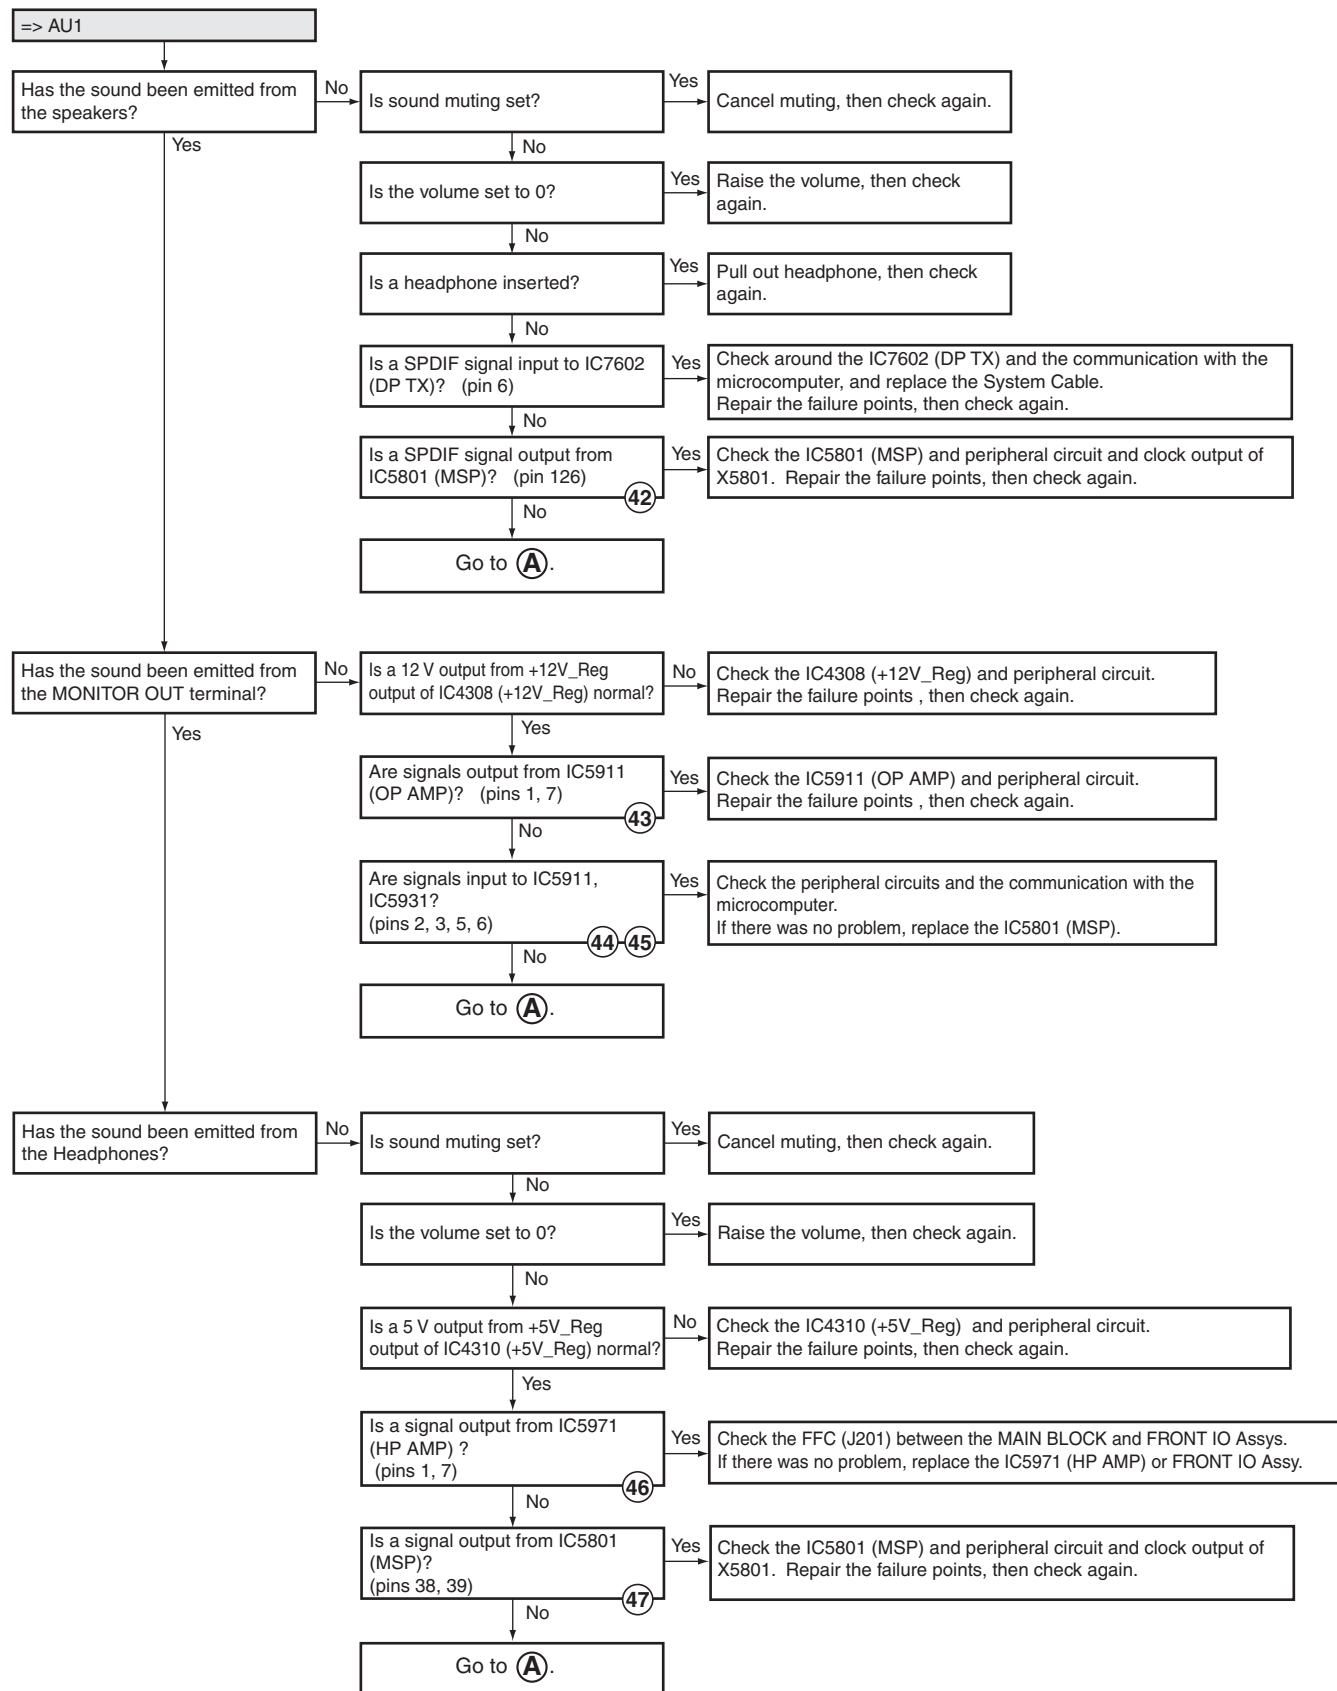 => AU1
Has the sound been emitted from
the speakers?
No
Is sound muting set?
Yes
Cancel muting, then check again.
Yes
No
Is the volume set to 0?
Yes
Raise the volume, then check
again.
No
Is a headphone inserted?
Yes
Pull out headphone, then check
again.
No
Is a SPDIF signal input to IC7602
(DP TX)? (pin 6)
Yes
Check around the IC7602 (DP TX) and the communication with the
microcomputer, and replace the System Cable.
Repair the failure points, then check again.
No
Is a SPDIF signal output from
IC5801 (MSP)? (pin 126)
42
Yes
Check the IC5801 (MSP) and peripheral circuit and clock output of
X5801. Repair the failure points, then check again.
No
Go to A.
Has the sound been emitted from
the MONITOR OUT terminal?
No
Is a 12 V output from +12V_Reg
output of IC4308 (+12V_Reg) normal?
No
Check the IC4308 (+12V_Reg) and peripheral circuit.
Repair the failure points , then check again.
Yes
Yes
Are signals output from IC5911
(OP AMP)? (pins 1, 7)
43
Yes
Check the IC5911 (OP AMP) and peripheral circuit.
Repair the failure points , then check again.
No
Are signals input to IC5911,
IC5931?
(pins 2, 3, 5, 6)
44 45
Yes
Check the peripheral circuits and the communication with the
microcomputer.
If there was no problem, replace the IC5801 (MSP).
No
Go to A.
Has the sound been emitted from
the Headphones?
No
Is sound muting set?
Yes
Cancel muting, then check again.
No
Is the volume set to 0?
Yes
Raise the volume, then check again.
No
Is a 5 V output from +5V_Reg
output of IC4310 (+5V_Reg) normal?
No
Check the IC4310 (+5V_Reg) and peripheral circuit.
Repair the failure points, then check again.
Yes
Is a signal output from IC5971
(HP AMP) ?
(pins 1, 7)
46
Yes
Check the FFC (J201) between the MAIN BLOCK and FRONT IO Assys.
If there was no problem, replace the IC5971 (HP AMP) or FRONT IO Assy.
No
Is a signal output from IC5801
(MSP)?
(pins 38, 39)
47
Yes
Check the IC5801 (MSP) and peripheral circuit and clock output of
X5801. Repair the failure points, then check again.
No
Go to A.